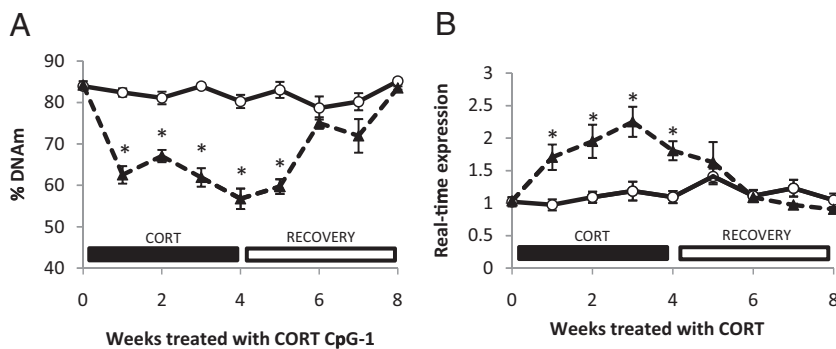 A
B
% DNAm
90
80
70
60
50
40
* * * * *
CORT
RECOVERY
0 2 4 6 8
Weeks treated with CORT CpG-1
Real-time expression
3
2.5
2
1.5
1
0.5
0
* * * *
CORT
RECOVERY
0 2 4 6 8
Weeks treated with CORT